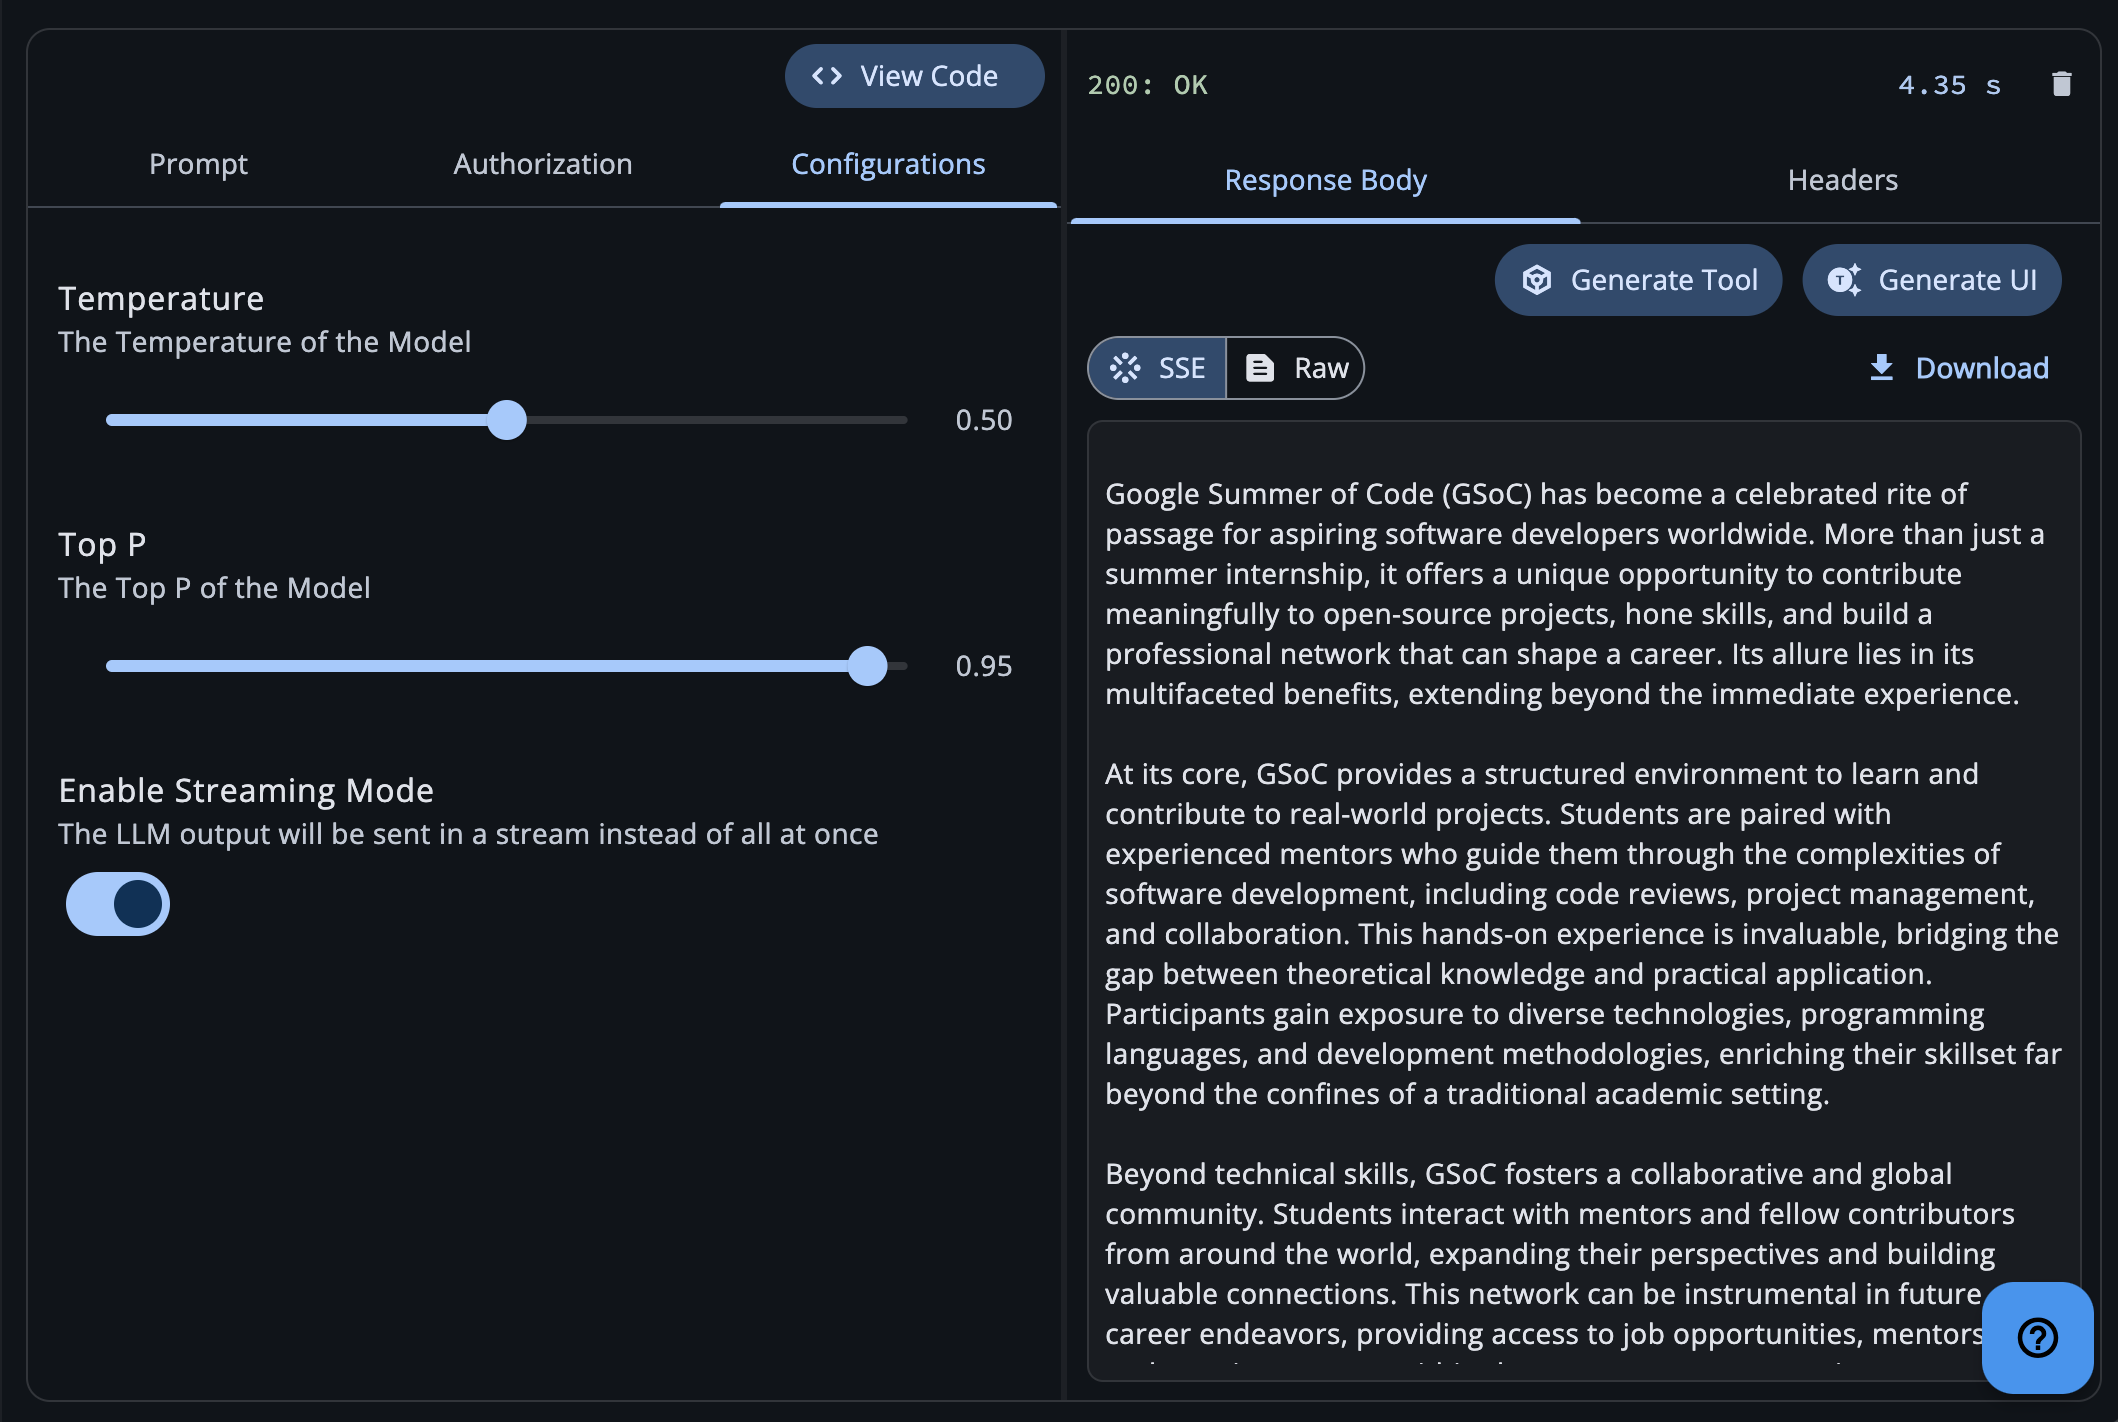 View Code
Prompt
Authorization
Configurations
Temperature
The Temperature of the Model
0.50
Top P
The Top P of the Model
0.95
Enable Streaming Mode
The LLM output will be sent in a stream instead of all at once
200: OK
4.35 s
Response Body
Headers
Generate Tool
Generate UI
SSE
Raw
Download
Google Summer of Code (GSoC) has become a celebrated rite of
passage for aspiring software developers worldwide. More than just a
summer internship, it offers a unique opportunity to contribute
meaningfully to open-source projects, hone skills, and build a
professional network that can shape a career. Its allure lies in its
multifaceted benefits, extending beyond the immediate experience.
At its core, GSoC provides a structured environment to learn and
contribute to real-world projects. Students are paired with
experienced mentors who guide them through the complexities of
software development, including code reviews, project management,
and collaboration. This hands-on experience is invaluable, bridging the
gap between theoretical knowledge and practical application.
Participants gain exposure to diverse technologies, programming
languages, and development methodologies, enriching their skillset far
beyond the confines of a traditional academic setting.
Beyond technical skills, GSoC fosters a collaborative and global
community. Students interact with mentors and fellow contributors
from around the world, expanding their perspectives and building
valuable connections. This network can be instrumental in future
career endeavors, providing access to job opportunities,